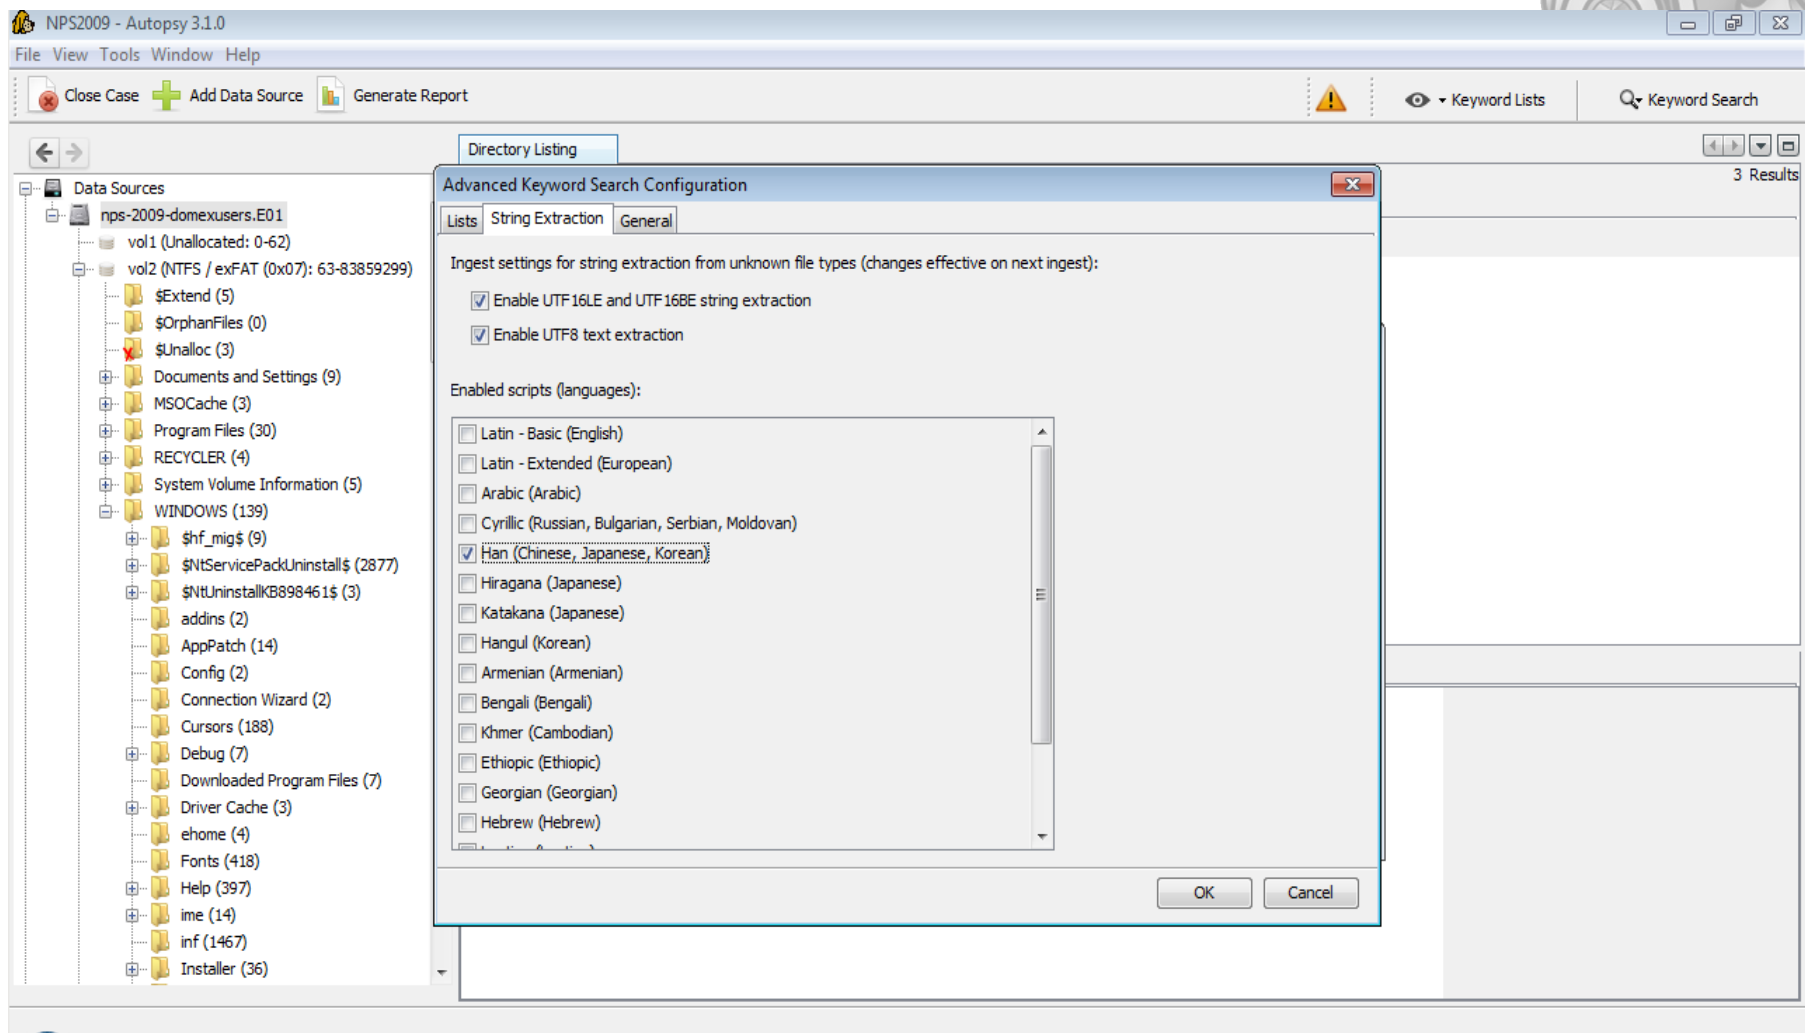 NPS2009 - Autopsy 3.1.0
File View Tools Window Help
Close Case Add Data Source Generate Report Keyword Lists Keyword Search
Directory Listing
3 Results
Data Sources
nps-2009-domexusers.E01
vol1 (Unallocated: 0-62)
vol2 (NTFS / exFAT (0x07): 63-83859299)
$Extend (5)
$OrphanFiles (0)
$Unalloc (3)
Documents and Settings (9)
MSOCache (3)
Program Files (30)
RECYCLER (4)
System Volume Information (5)
WINDOWS (139)
$hf_mig$ (9)
$NtServicePackUninstall$ (2877)
$NtUninstallKB898461$ (3)
addins (2)
AppPatch (14)
Config (2)
Connection Wizard (2)
Cursors (188)
Debug (7)
Downloaded Program Files (7)
Driver Cache (3)
ehome (4)
Fonts (418)
Help (397)
ime (14)
inf (1467)
Installer (36)
Advanced Keyword Search Configuration
Lists String Extraction General
Ingest settings for string extraction from unknown file types (changes effective on next ingest):
Enable UTF16LE and UTF16BE string extraction
Enable UTF8 text extraction
Enabled scripts (languages):
Latin - Basic (English)
Latin - Extended (European)
Arabic (Arabic)
Cyrillic (Russian, Bulgarian, Serbian, Moldovan)
Han (Chinese, Japanese, Korean)
Hiragana (Japanese)
Katakana (Japanese)
Hangul (Korean)
Armenian (Armenian)
Bengali (Bengali)
Khmer (Cambodian)
Ethiopic (Ethiopic)
Georgian (Georgian)
Hebrew (Hebrew)
OK Cancel